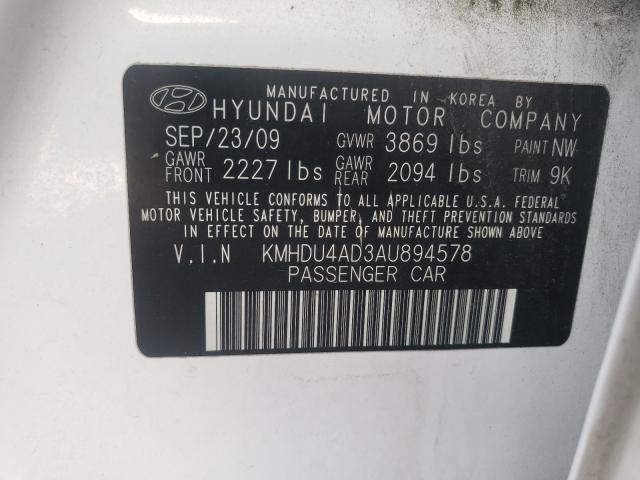 MANUFACTURED IN KOREA BY
HYUNDAI MOTOR COMPANY
SEP/23/09 GVWR 3869 lbs PAINT NW
GAWR FRONT 2227 lbs GAWR REAR 2094 lbs TRIM 9K
THIS VEHICLE CONFORMS TO ALL APPLICABLE U.S.A. FEDERAL
MOTOR VEHICLE SAFETY, BUMPER, AND THEFT PREVENTION
STANDARDS IN EFFECT ON THE DATE OF MANUFACTURE SHOWN ABOVE.
V.I.N KMHDU4AD3AU894578
PASSENGER CAR